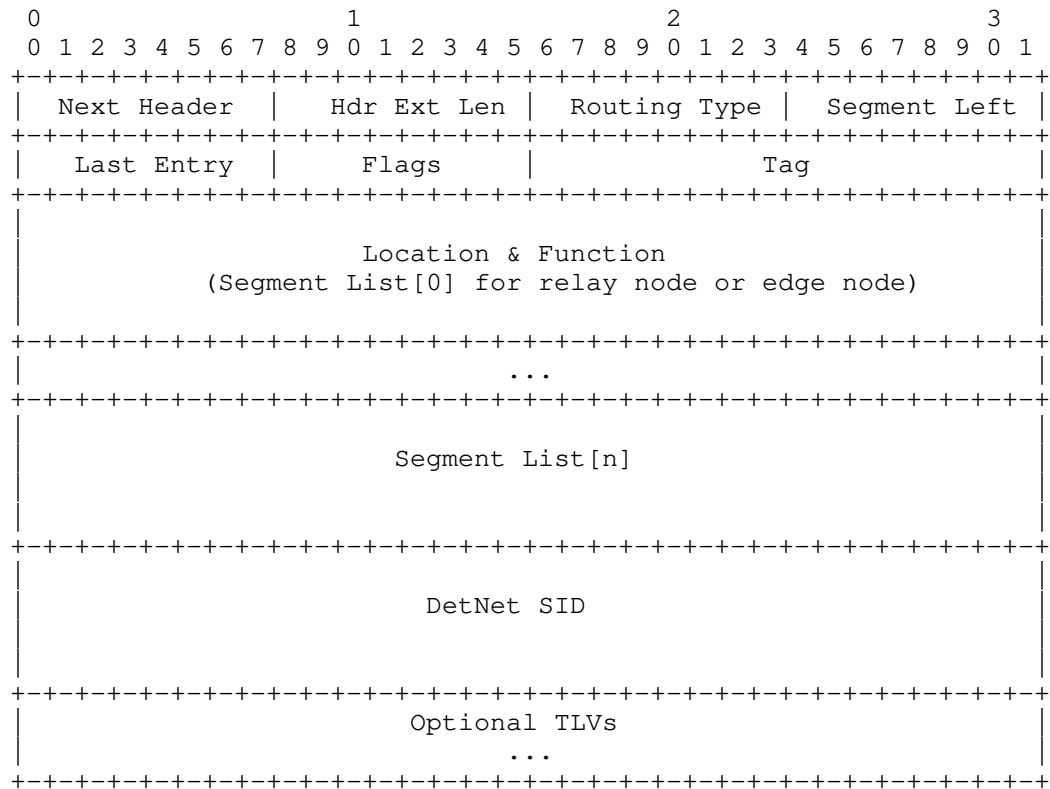 0                   1                   2                   3
0 1 2 3 4 5 6 7 8 9 0 1 2 3 4 5 6 7 8 9 0 1 2 3 4 5 6 7 8 9 0 1
+-+-+-+-+-+-+-+-+-+-+-+-+-+-+-+-+-+-+-+-+-+-+-+-+-+-+-+-+-+-+-+-+
| Next Header | Hdr Ext Len | Routing Type | Segment Left |
+-+-+-+-+-+-+-+-+-+-+-+-+-+-+-+-+-+-+-+-+-+-+-+-+-+-+-+-+-+-+-+-+
| Last Entry | Flags | Tag |
+-+-+-+-+-+-+-+-+-+-+-+-+-+-+-+-+-+-+-+-+-+-+-+-+-+-+-+-+-+-+-+-+
| |
| Location & Function |
| (Segment List[0] for relay node or edge node) |
| |
+-+-+-+-+-+-+-+-+-+-+-+-+-+-+-+-+-+-+-+-+-+-+-+-+-+-+-+-+-+-+-+-+
| ... |
+-+-+-+-+-+-+-+-+-+-+-+-+-+-+-+-+-+-+-+-+-+-+-+-+-+-+-+-+-+-+-+-+
| |
| Segment List[n] |
| |
| |
+-+-+-+-+-+-+-+-+-+-+-+-+-+-+-+-+-+-+-+-+-+-+-+-+-+-+-+-+-+-+-+-+
| |
| DetNet SID |
| |
| |
+-+-+-+-+-+-+-+-+-+-+-+-+-+-+-+-+-+-+-+-+-+-+-+-+-+-+-+-+-+-+-+-+
| Optional TLVs |
| ... |
+-+-+-+-+-+-+-+-+-+-+-+-+-+-+-+-+-+-+-+-+-+-+-+-+-+-+-+-+-+-+-+-+